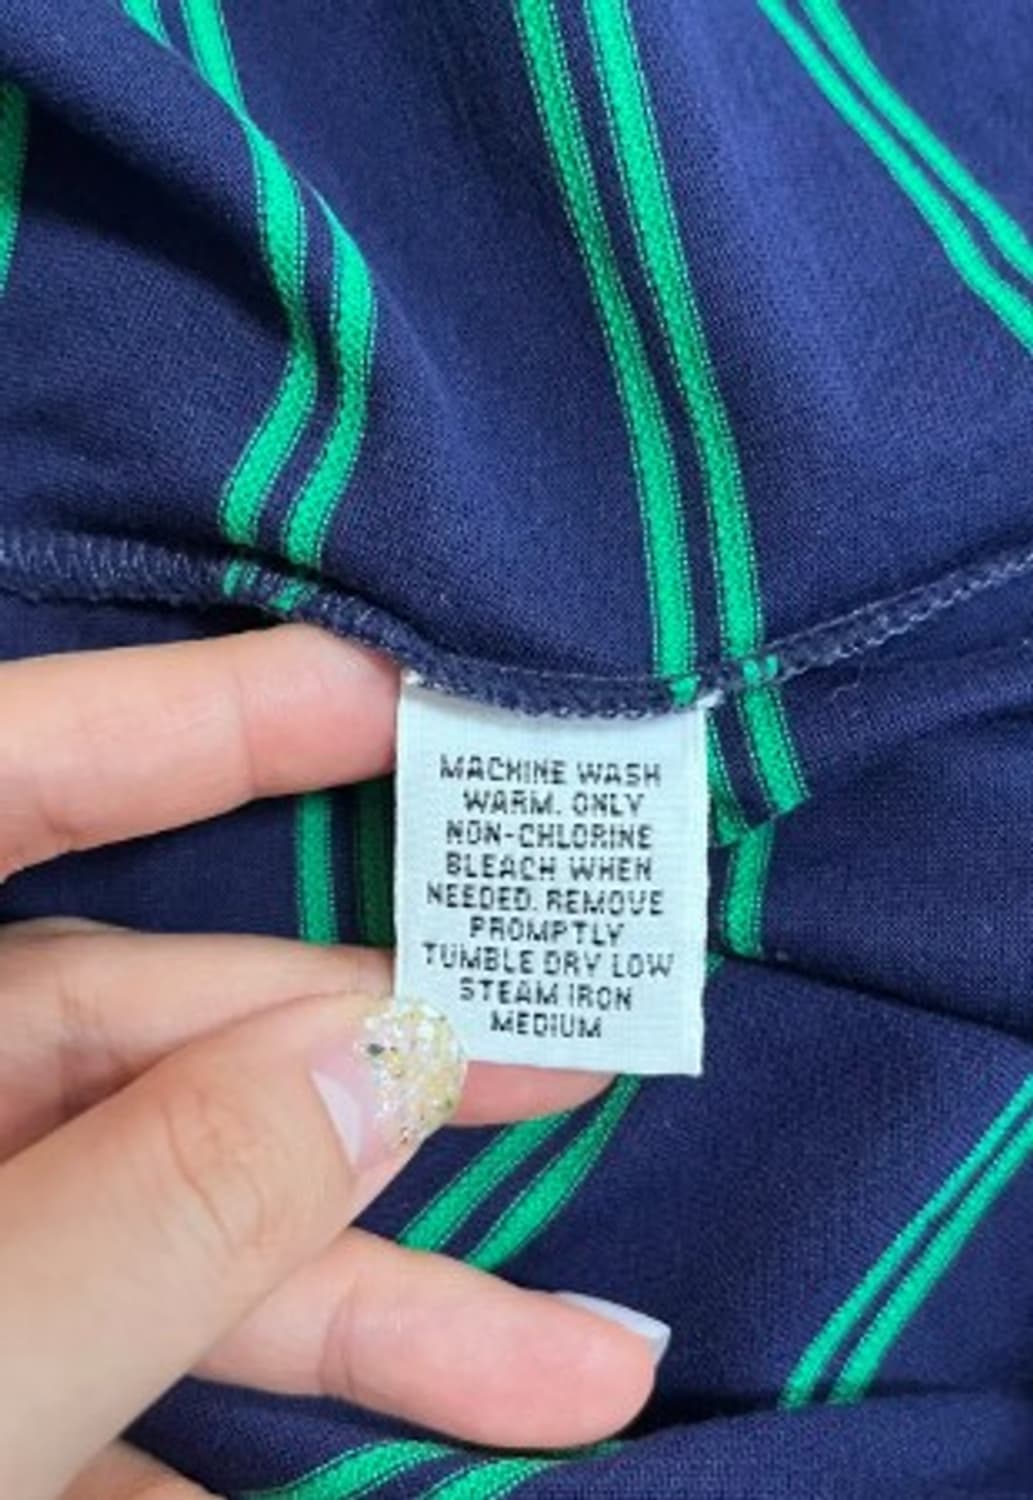 MACHINE WASH
WARM. ONLY
NON-CHLORINE
BLEACH WHEN
NEEDED. REMOVE
PROMPTLY
TUMBLE DRY LOW
STEAM IRON
MEDIUM